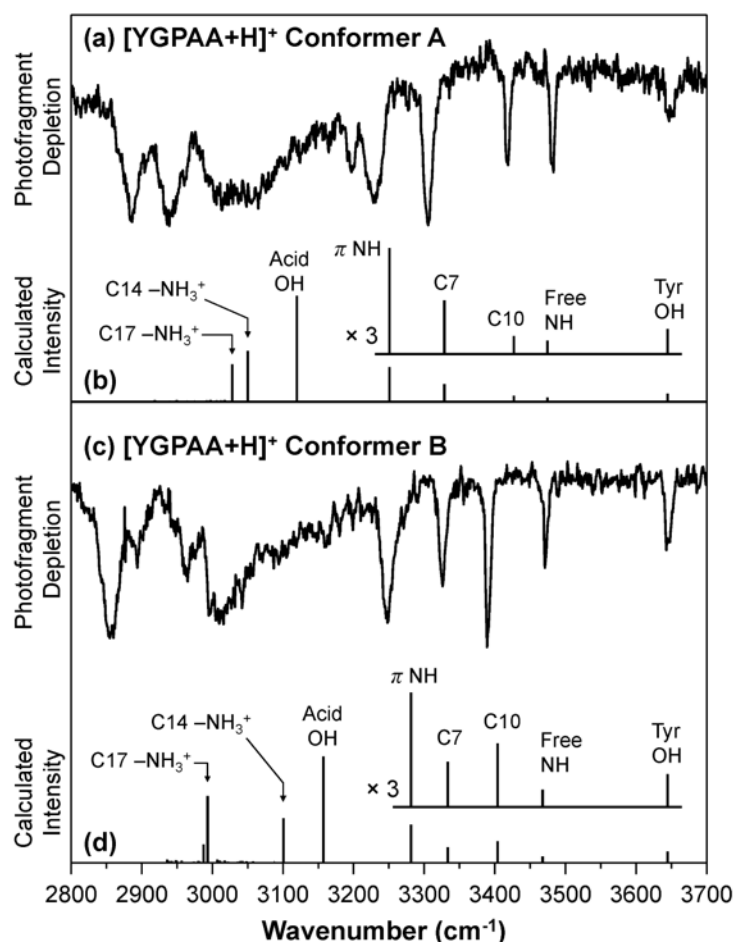 (a) [YGPAA+H]⁺ Conformer A
Photofragment
Depletion
Calculated
Intensity
C14 –NH₃⁺
C17 –NH₃⁺
Acid
OH
π NH
× 3
C7
C10
Free
NH
Tyr
OH
(b)
(c) [YGPAA+H]⁺ Conformer B
Photofragment
Depletion
Calculated
Intensity
C14 –NH₃⁺
C17 –NH₃⁺
Acid
OH
π NH
× 3
C7
C10
Free
NH
Tyr
OH
(d)
2800 2900 3000 3100 3200 3300 3400 3500 3600 3700
Wavenumber (cm⁻¹)